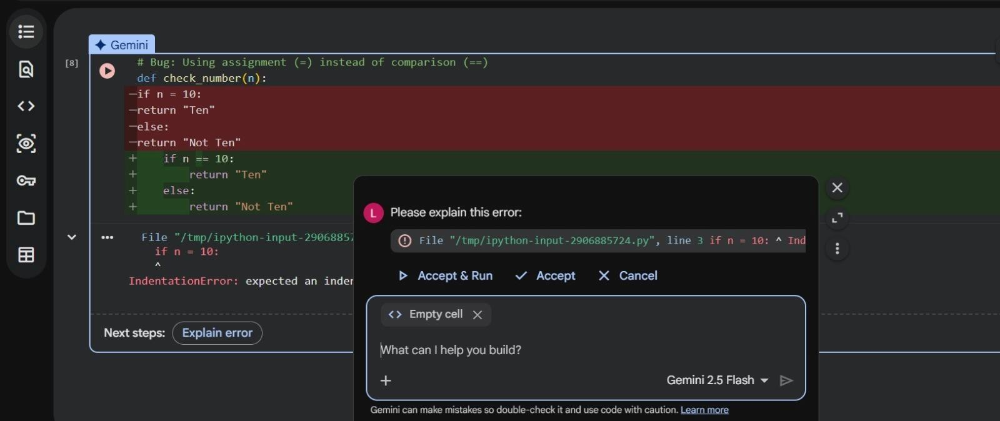 Gemini
[8]
# Bug: Using assignment (=) instead of comparison (==)
def check_number(n):
—if n = 10:
—return "Ten"
—else:
—return "Not Ten"
+ if n == 10:
+ return "Ten"
+ else:
+ return "Not Ten"
File "/tmp/ipython-input-2906885
if n = 10:
^
IndentationError: expected an inden
Next steps: Explain error
L Please explain this error:
File "/tmp/ipython-input-2906885724.py", line 3 if n = 10: ^ Ind
Accept & Run Accept Cancel
Empty cell
What can I help you build?
Gemini 2.5 Flash
Gemini can make mistakes so double-check it and use code with caution. Learn more